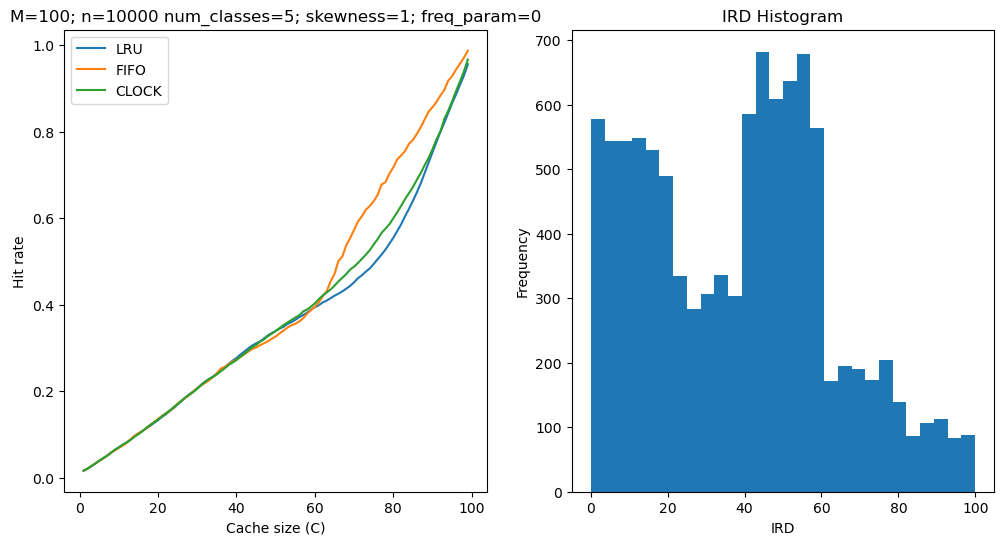 M=100; n=10000 num_classes=5; skewness=1; freq_param=0
1.0
0.8
0.6
0.4
0.2
0.0
Hit rate
LRU
FIFO
CLOCK
0 20 40 60 80 100
Cache size (C)
IRD Histogram
700
600
500
400
300
200
100
0
Frequency
0 20 40 60 80 100
IRD